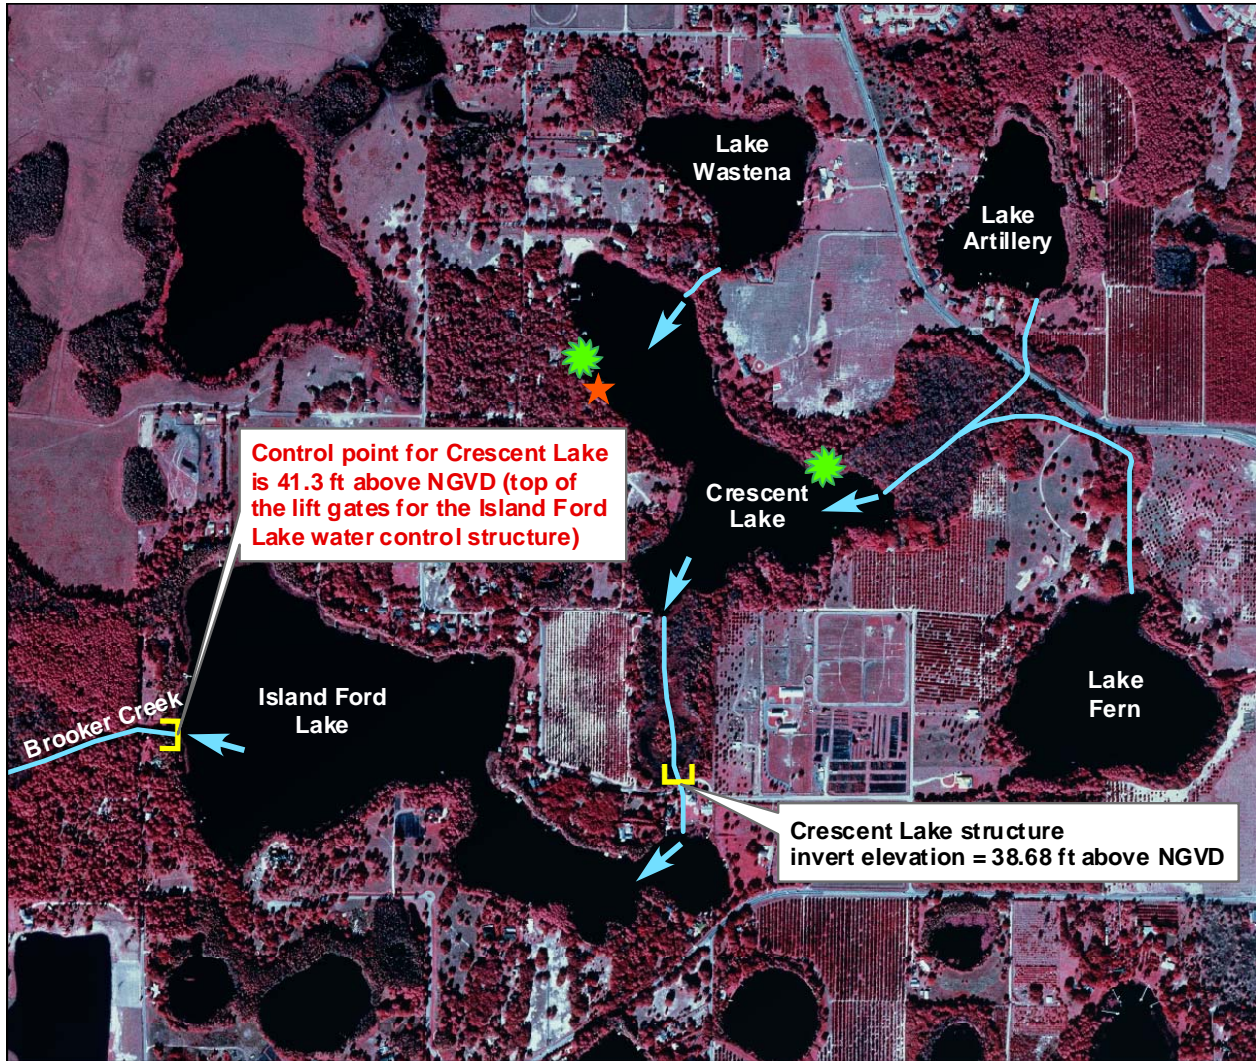 Lake
Wastena
Lake
Artillery
Control point for Crescent Lake
is 41.3 ft above NGVD (top of
the lift gates for the Island Ford
Lake water control structure)
Crescent
Lake
Island Ford
Lake
Lake
Fern
Brooker Creek
Crescent Lake structure
invert elevation = 38.68 ft above NGVD